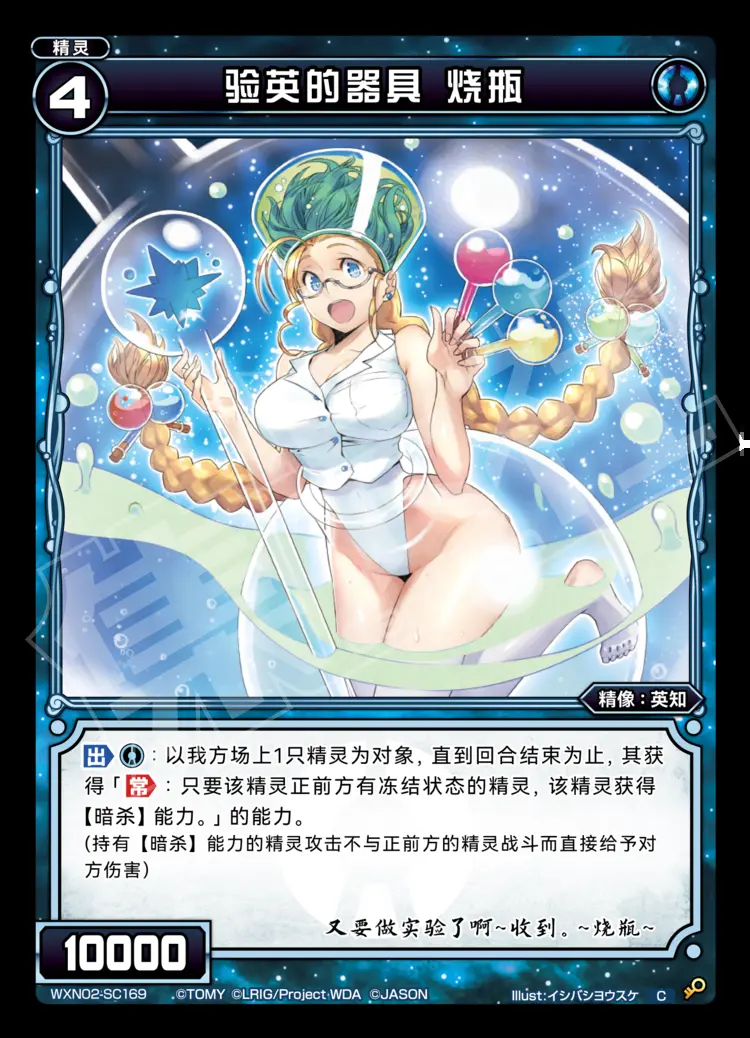 精灵
4
验英的器具 烧瓶
精像：英知
出 ：以我方场上1只精灵为对象，直到回合结束为止，其获
得「常：只要该精灵正前方有冻结状态的精灵，该精灵获得
【暗杀】能力。」的能力。
(持有【暗杀】能力的精灵攻击不与正前方的精灵战斗而直接给予对
方伤害)
又要做实验了啊~收到。~烧瓶~
10000
WXN02-SC169 ©TOMY ©LRIG/Project WDA ©JASON Illust:イシバシヨウスケ C